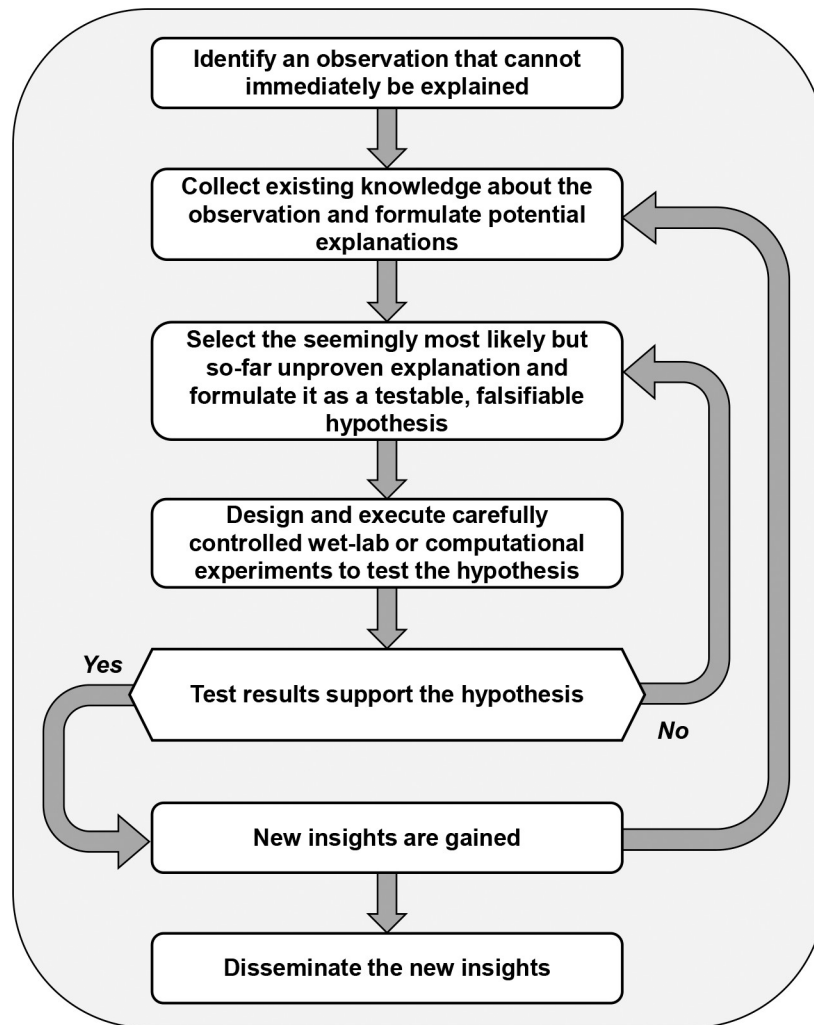 Identify an observation that cannot
immediately be explained
Collect existing knowledge about the
observation and formulate potential
explanations
Select the seemingly most likely but
so-far unproven explanation and
formulate it as a testable, falsifiable
hypothesis
Design and execute carefully
controlled wet-lab or computational
experiments to test the hypothesis
Yes
Test results support the hypothesis
No
New insights are gained
Disseminate the new insights